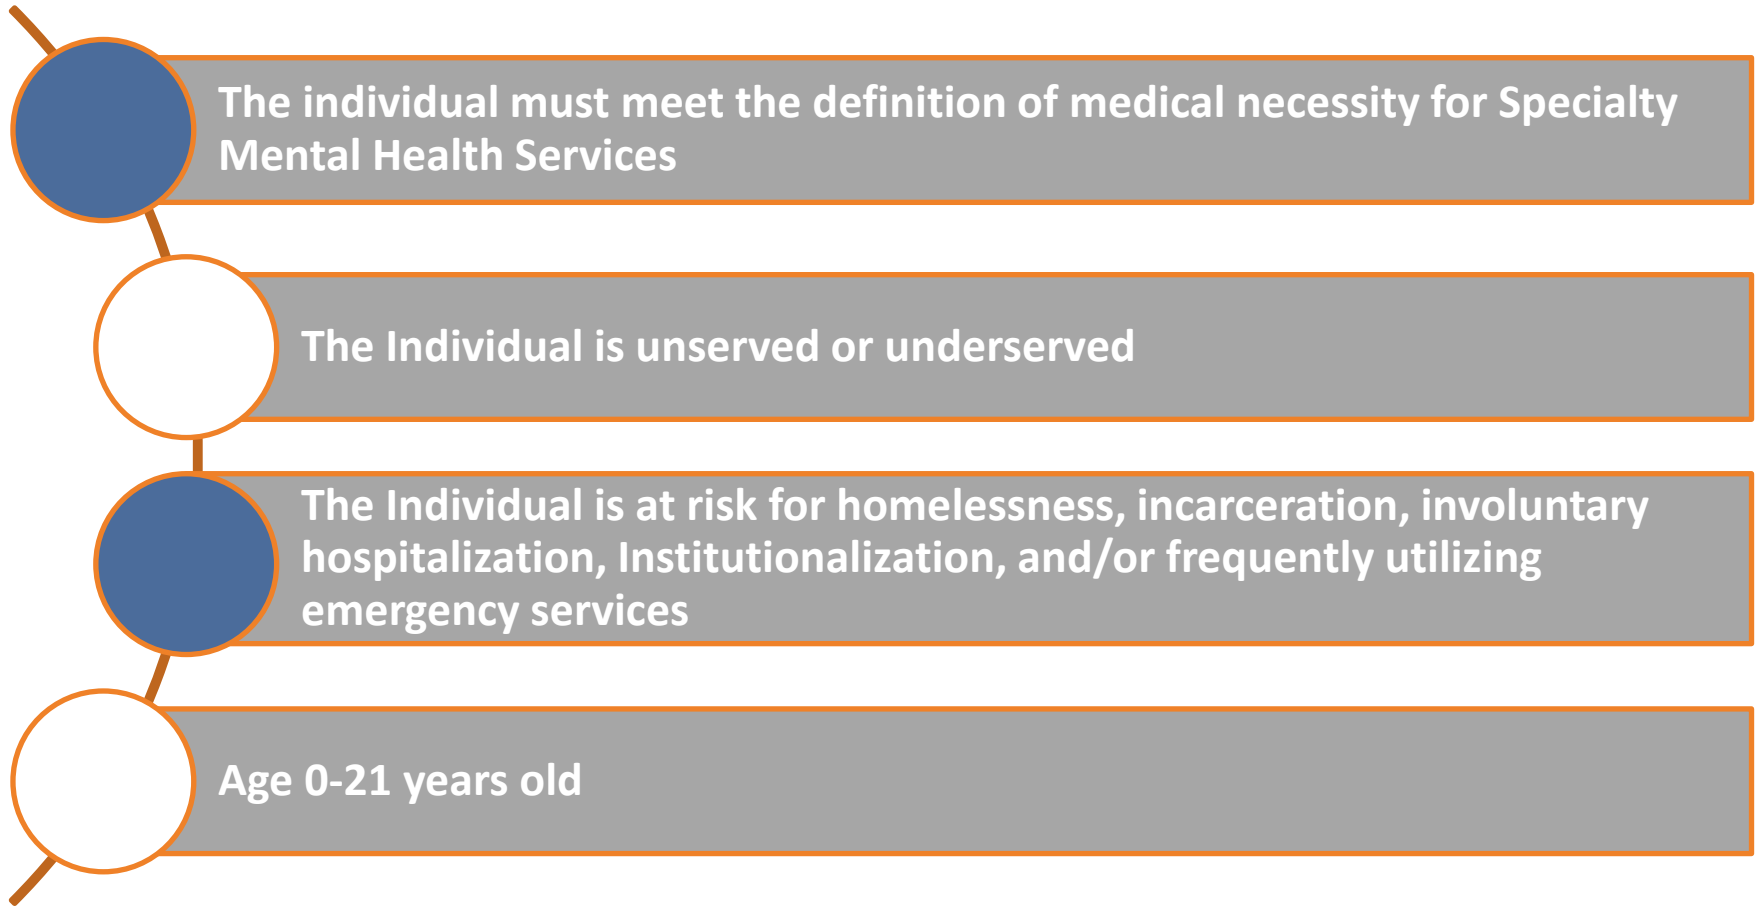 The individual must meet the definition of medical necessity for Specialty
Mental Health Services
The Individual is unserved or underserved
The Individual is at risk for homelessness, incarceration, involuntary
hospitalization, Institutionalization, and/or frequently utilizing
emergency services
Age 0-21 years old